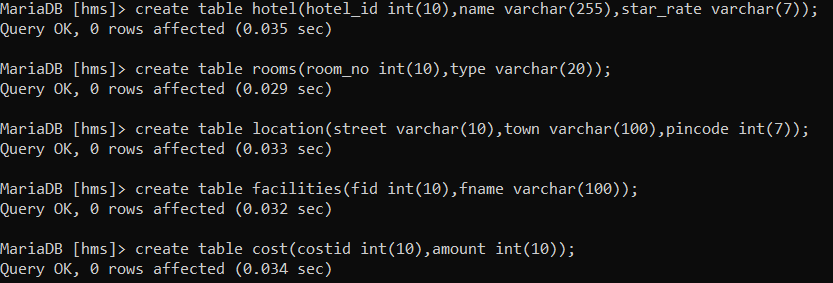 MariaDB [hms]> create table hotel(hotel_id int(10),name varchar(255),star_rate varchar(7));
Query OK, 0 rows affected (0.035 sec)
MariaDB [hms]> create table rooms(room_no int(10),type varchar(20));
Query OK, 0 rows affected (0.029 sec)
MariaDB [hms]> create table location(street varchar(10),town varchar(100),pincode int(7));
Query OK, 0 rows affected (0.033 sec)
MariaDB [hms]> create table facilities(fid int(10),fname varchar(100));
Query OK, 0 rows affected (0.032 sec)
MariaDB [hms]> create table cost(costid int(10),amount int(10));
Query OK, 0 rows affected (0.034 sec)